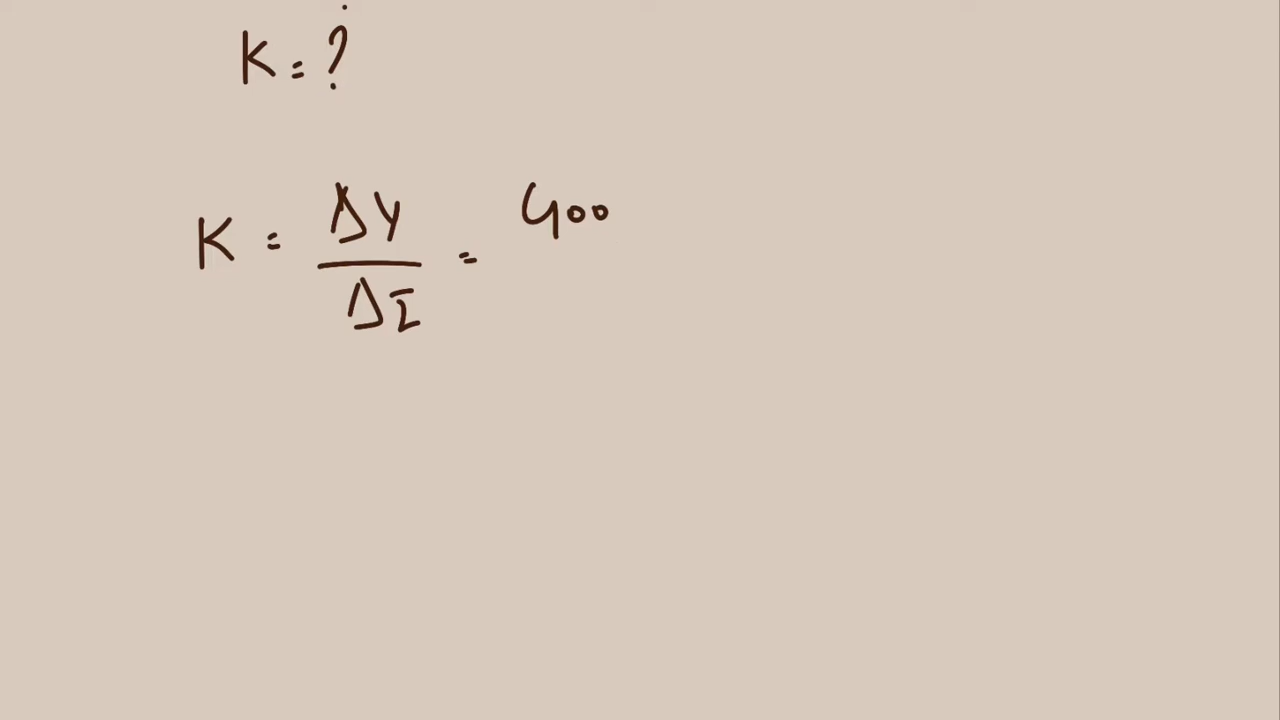 K = ?
K = ΔY / ΔI = 400